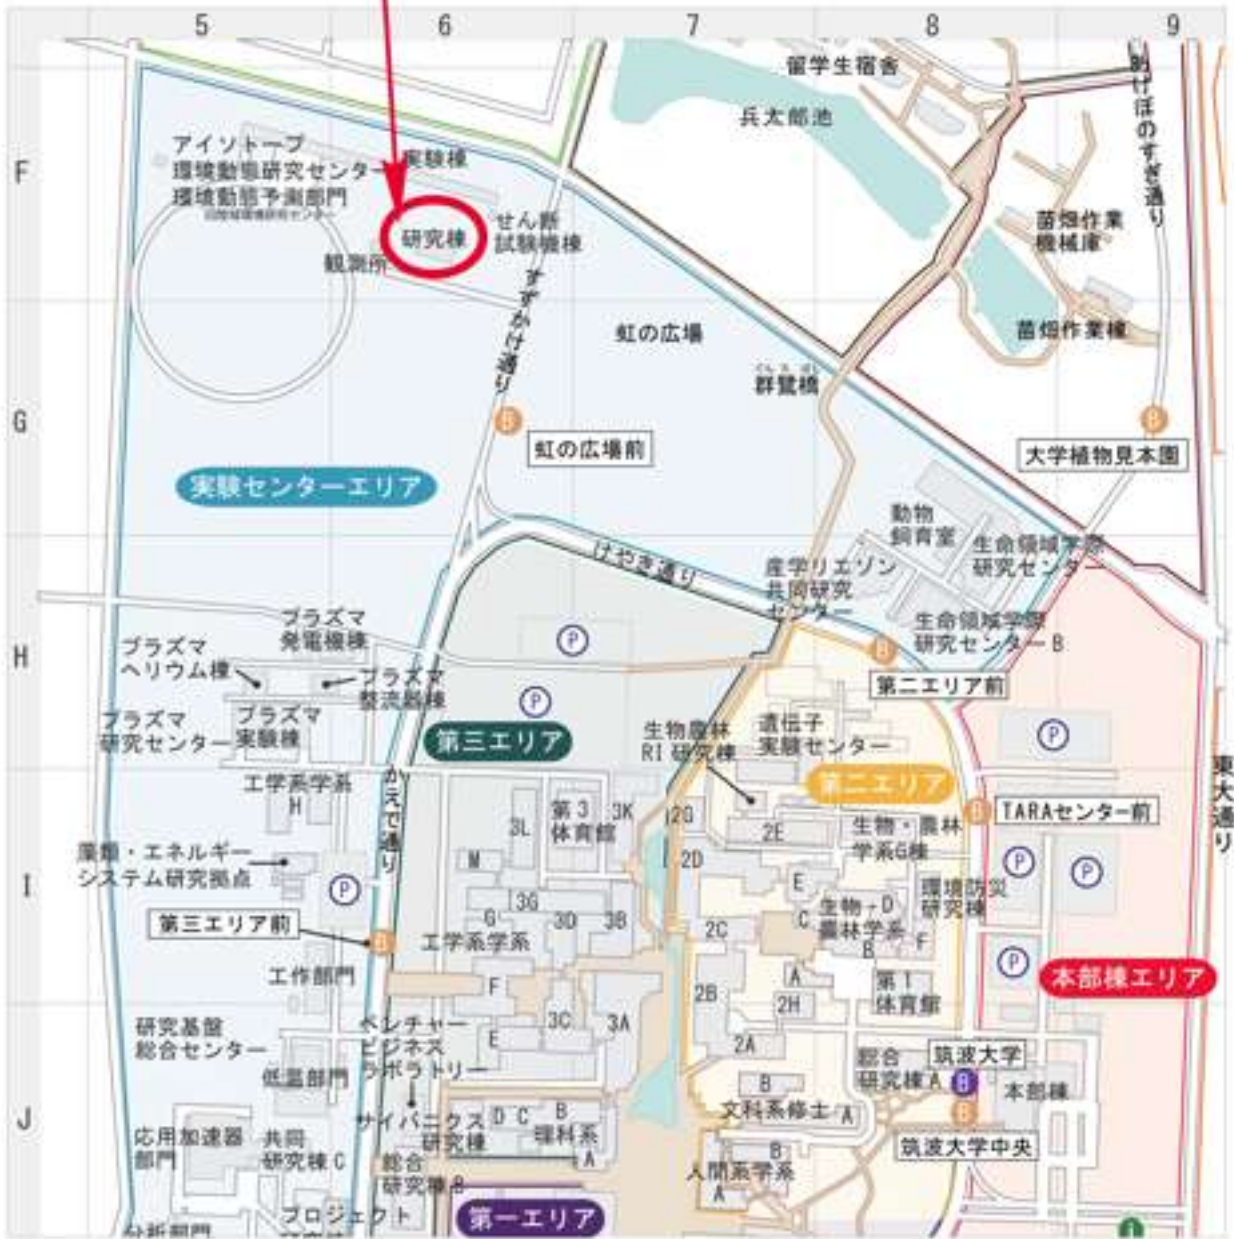 5 6 7 8 9
F
G
H
I
J
留学生宿舎
兵太郎池
あけぼのすぎ通り
アイソトープ
環境動態研究センター
環境動態予測部門
実験棟
研究棟
せん断
試験機棟
観測所
すずかけ通り
苗畑作業
機械庫
苗畑作業棟
虹の広場
群鷺橋
虹の広場前
大学植物見本園
実験センターエリア
動物
飼育室
生命領域学際
研究センター
けやき通り
産学リエゾン
共同研究
センター
生命領域学際
研究センターB
プラズマ
発電機棟
プラズマ
ヘリウム棟
プラズマ
整流器棟
プラズマ
研究センター
プラズマ
実験棟
P
P
P
第二エリア前
第三エリア
生物農林
RI研究棟
遺伝子
実験センター
第二エリア
東大通り
工学系学系
H
かえで通り
3L
第3
体育館
3K
2G
2E
2D
生物・農林
学系G棟
TARAセンター前
藻類・エネルギー
システム研究拠点
P
M
3G
G
3D
3B
工学系学系
E
C
2C
生物・D
農林学系
B
F
環境防災
研究棟
P
P
P
第三エリア前
工作部門
F
E
3C
3A
2B
A
2H
2A
第1
体育館
本部棟エリア
研究基盤
総合センター
低温部門
ベンチャー
ビジネス
ラボラトリー
総合
研究棟A
筑波大学
本部棟
B
文科系修士
A
筑波大学中央
応用加速器
部門
共同
研究棟C
サイバニクス
研究棟
D C B
理科系
A
総合
研究棟B
人間系学系
B
A
第一エリア
プロジェクト
分析部門
B
B
B
B
B
B
B